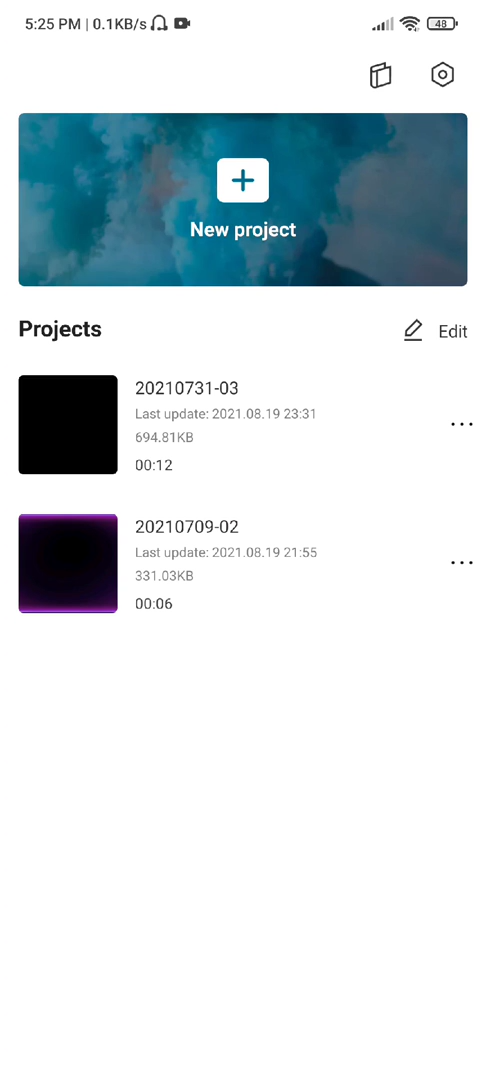 5:25 PM | 0.1KB/s
48
New project
Projects
Edit
20210731-03
Last update: 2021.08.19 23:31
694.81KB
00:12
20210709-02
Last update: 2021.08.19 21:55
331.03KB
00:06